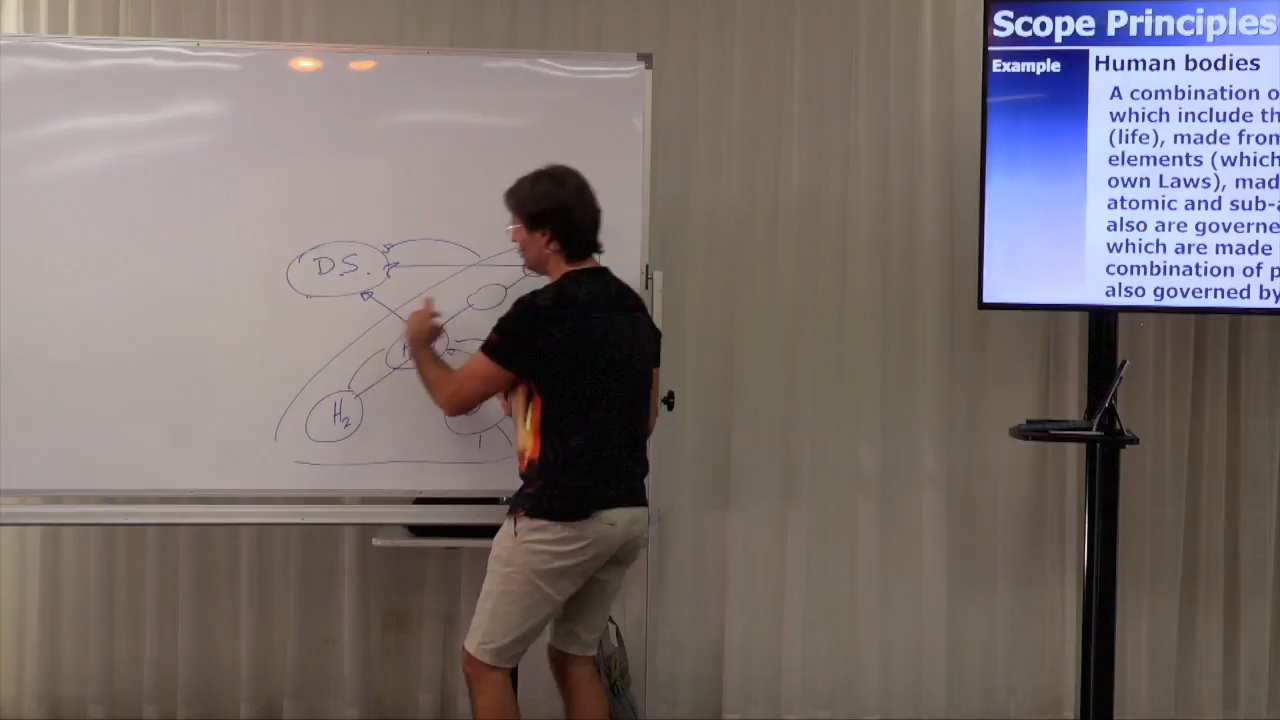 Scope Principles
Example
Human bodies
A combination o
which include th
(life), made from
elements (which
own Laws), mad
atomic and sub-a
also are governe
which are made
combination of p
also governed by
D.S.
H2